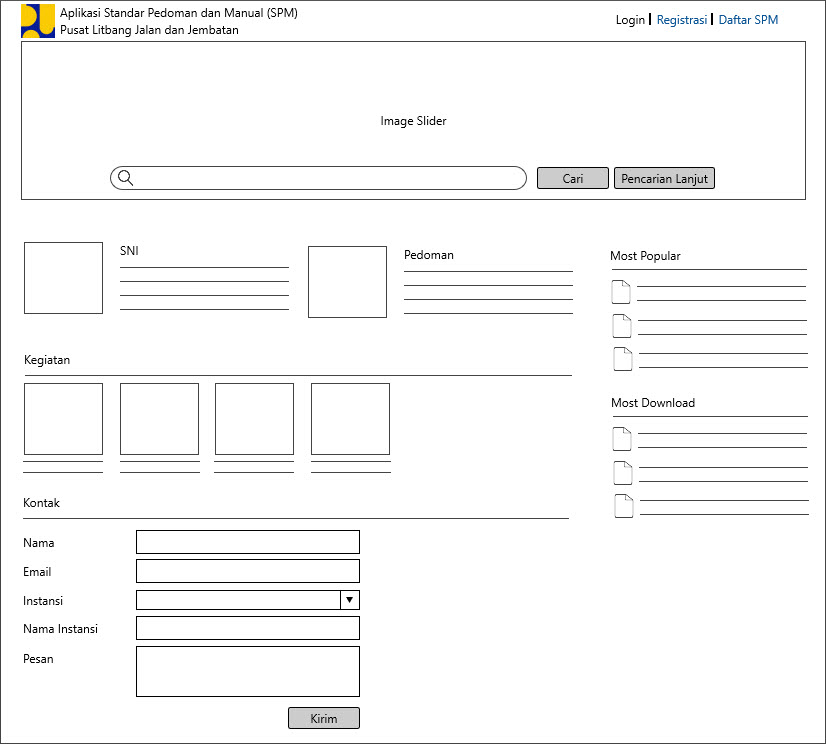 Aplikasi Standar Pedoman dan Manual (SPM)
Pusat Litbang Jalan dan Jembatan
Login | Registrasi | Daftar SPM
Image Slider
Cari
Pencarian Lanjut
SNI
Pedoman
Most Popular
Kegiatan
Most Download
Kontak
Nama
Email
Instansi
Nama Instansi
Pesan
Kirim